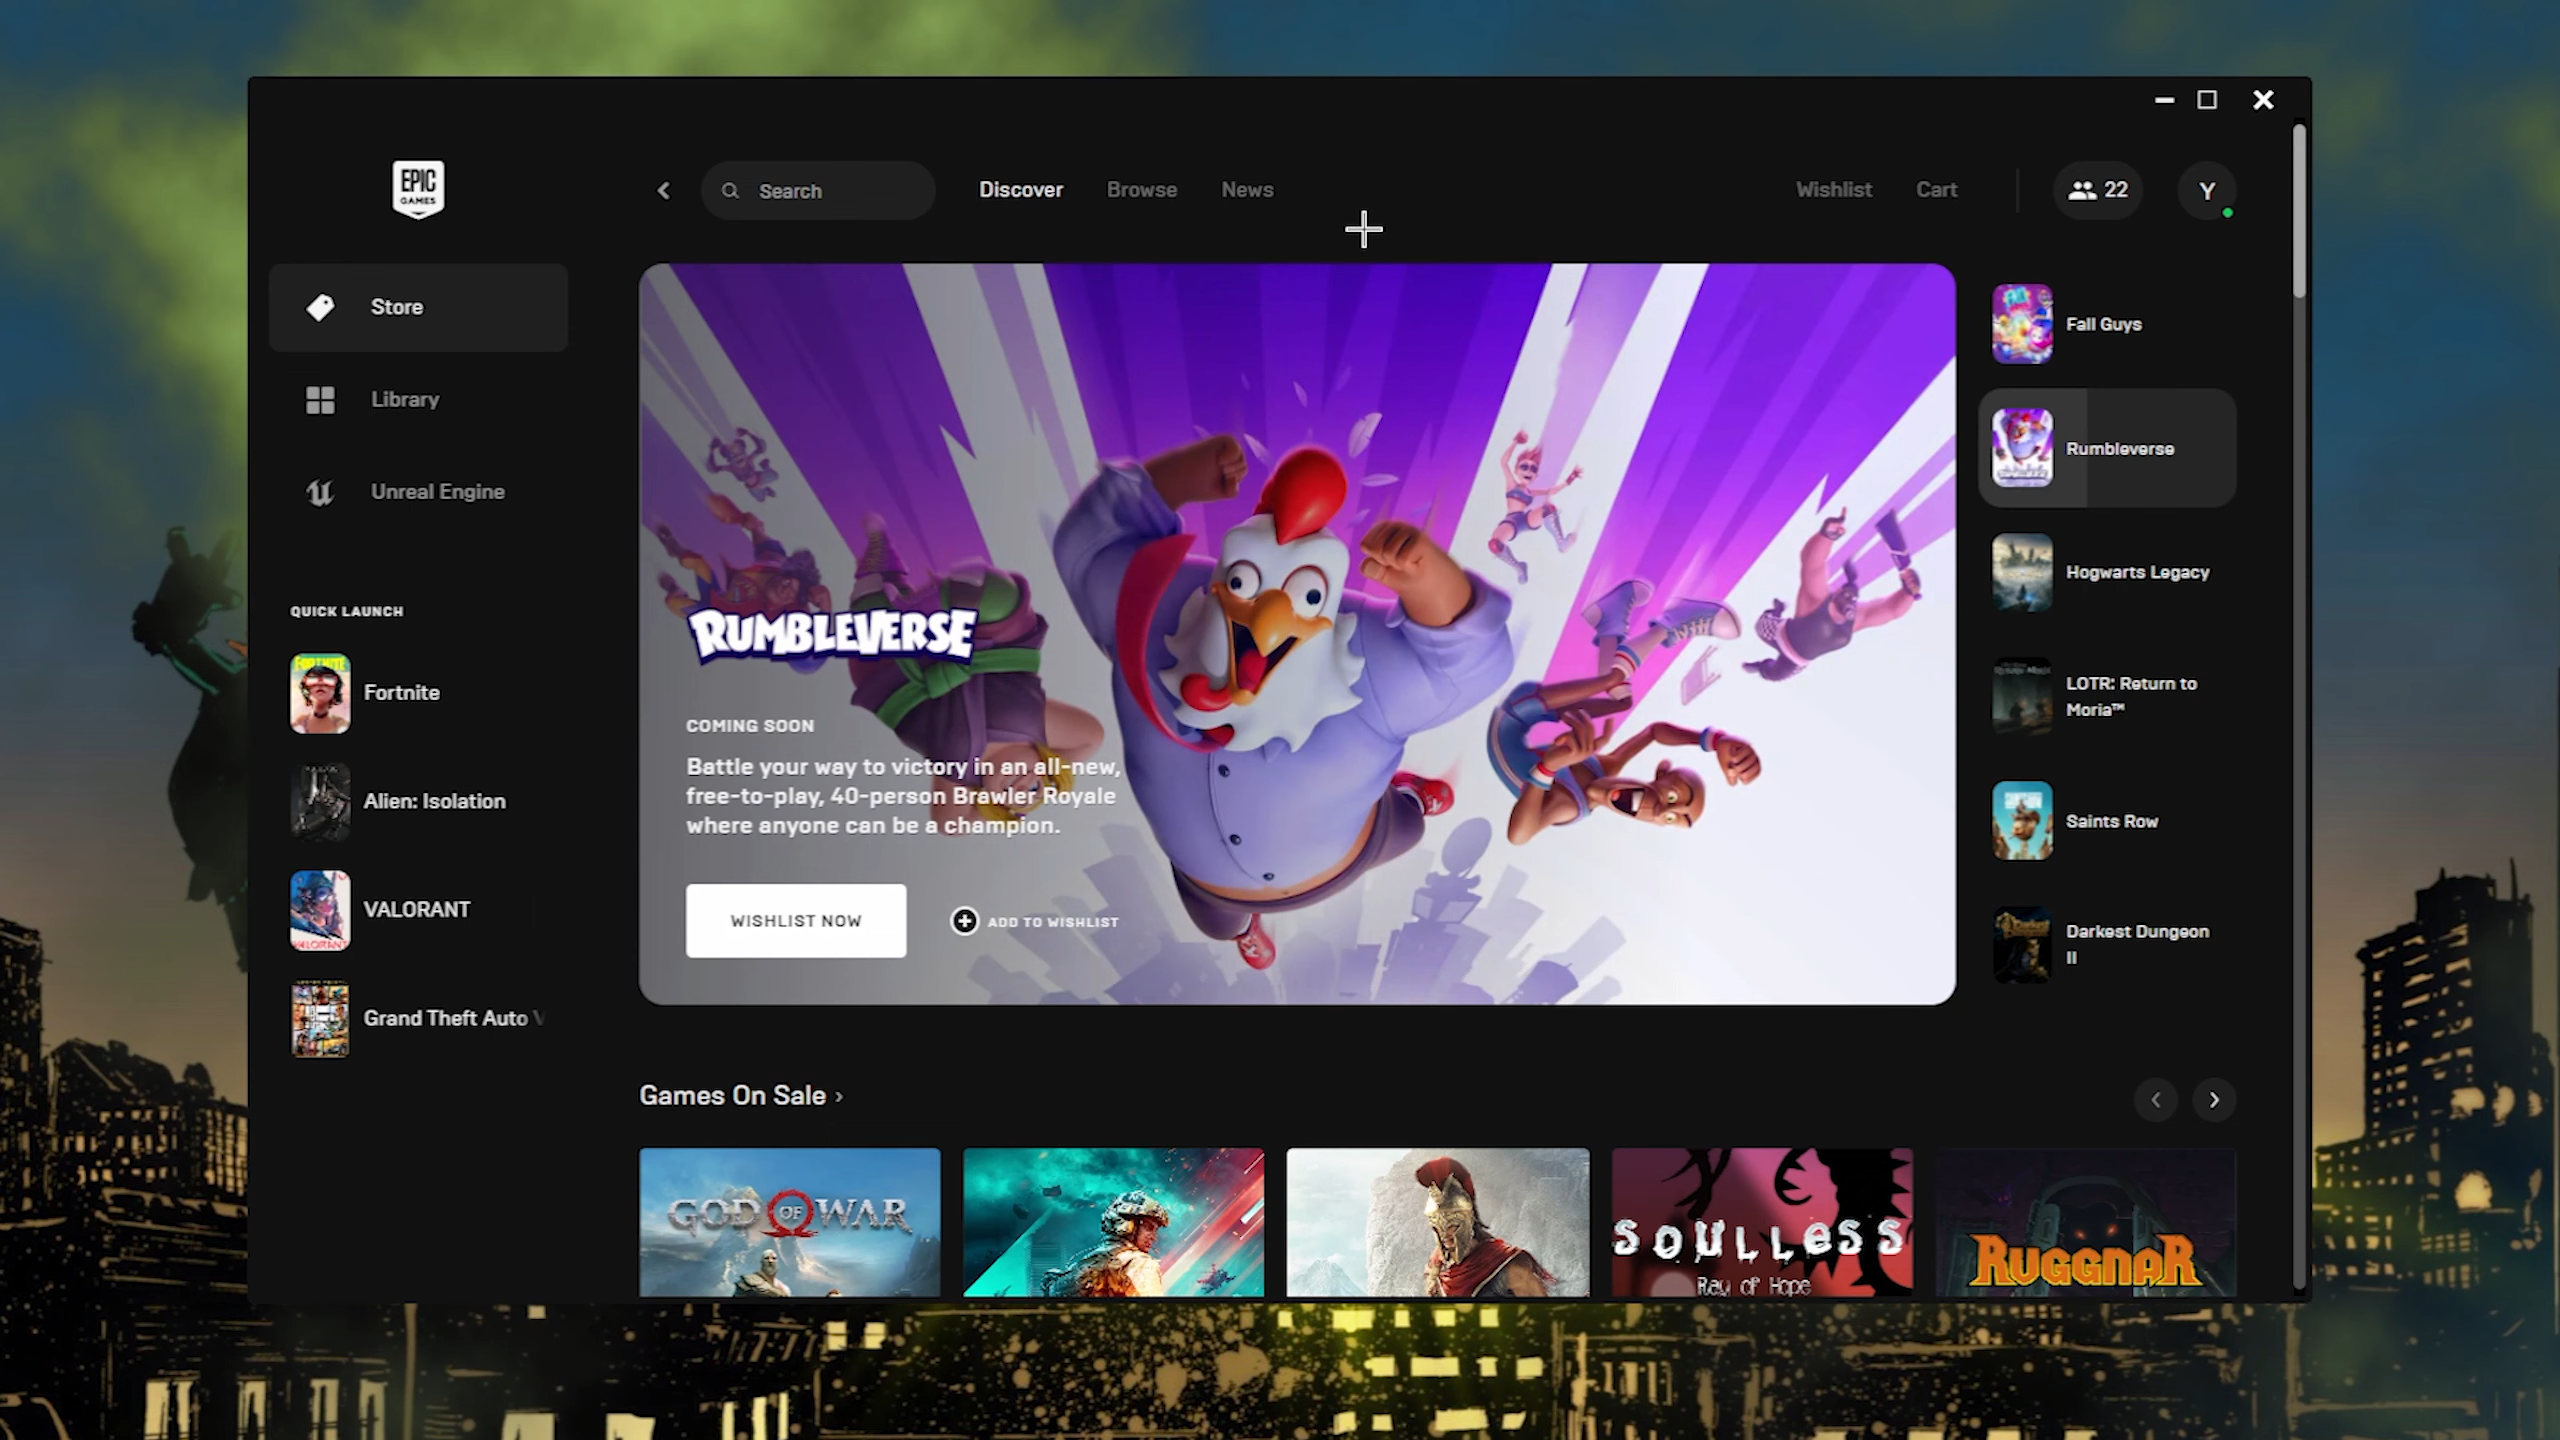 EPIC
GAMES
Search
Discover
Browse
News
Wishlist
Cart
22
Y
Store
Library
Unreal Engine
QUICK LAUNCH
FORTNITE
Fortnite
Alien: Isolation
VALORANT
VALORANT
Grand Theft Auto V
RUMBLEVERSE
COMING SOON
Battle your way to victory in an all-new,
free-to-play, 40-person Brawler Royale
where anyone can be a champion.
WISHLIST NOW
ADD TO WISHLIST
Fall Guys
Rumbleverse
Hogwarts Legacy
LOTR: Return to
Moria™
Saints Row
Darkest Dungeon
II
Games On Sale
GOD OF WAR
SOULLESS
Ray of Hope
RUGGNAR